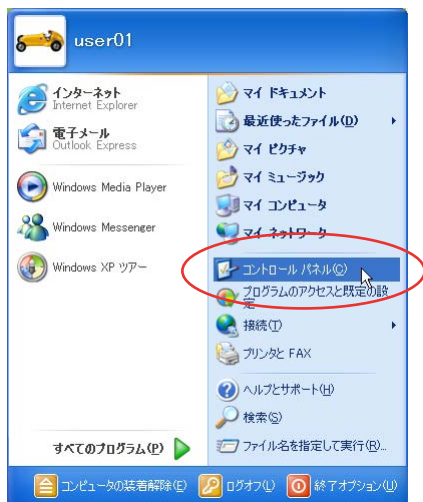 user01
インターネット
Internet Explorer
電子メール
Outlook Express
Windows Media Player
Windows Messenger
Windows XP ツアー
すべてのプログラム(P)
マイ ドキュメント
最近使ったファイル(D)
マイ ピクチャ
マイ ミュージック
マイ コンピュータ
マイ ネットワーク
コントロール パネル(C)
プログラムのアクセスと既定の設
定
接続(T)
プリンタと FAX
ヘルプとサポート(H)
検索(S)
ファイル名を指定して実行(R)...
コンピュータの装着解除(E)
ログオフ(L)
終了オプション(U)